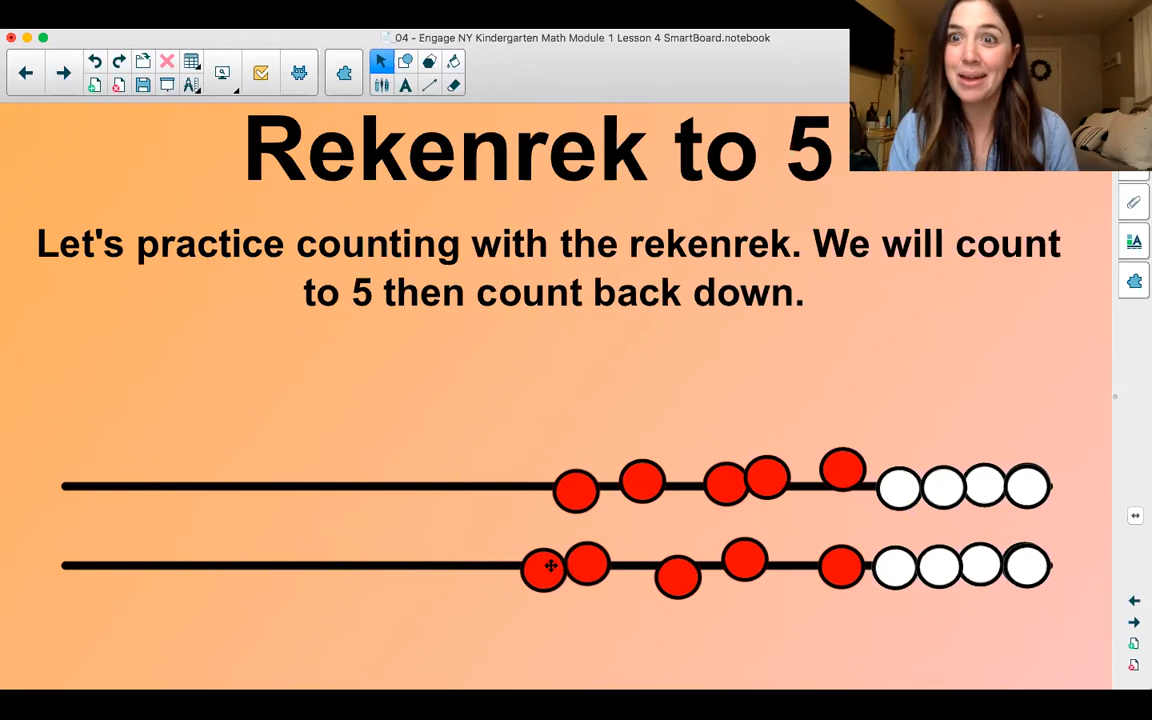 04 - Engage NY Kindergarten Math Module 1 Lesson 4 SmartBoard.notebook
Rekenrek to 5
Let's practice counting with the rekenrek. We will count
to 5 then count back down.